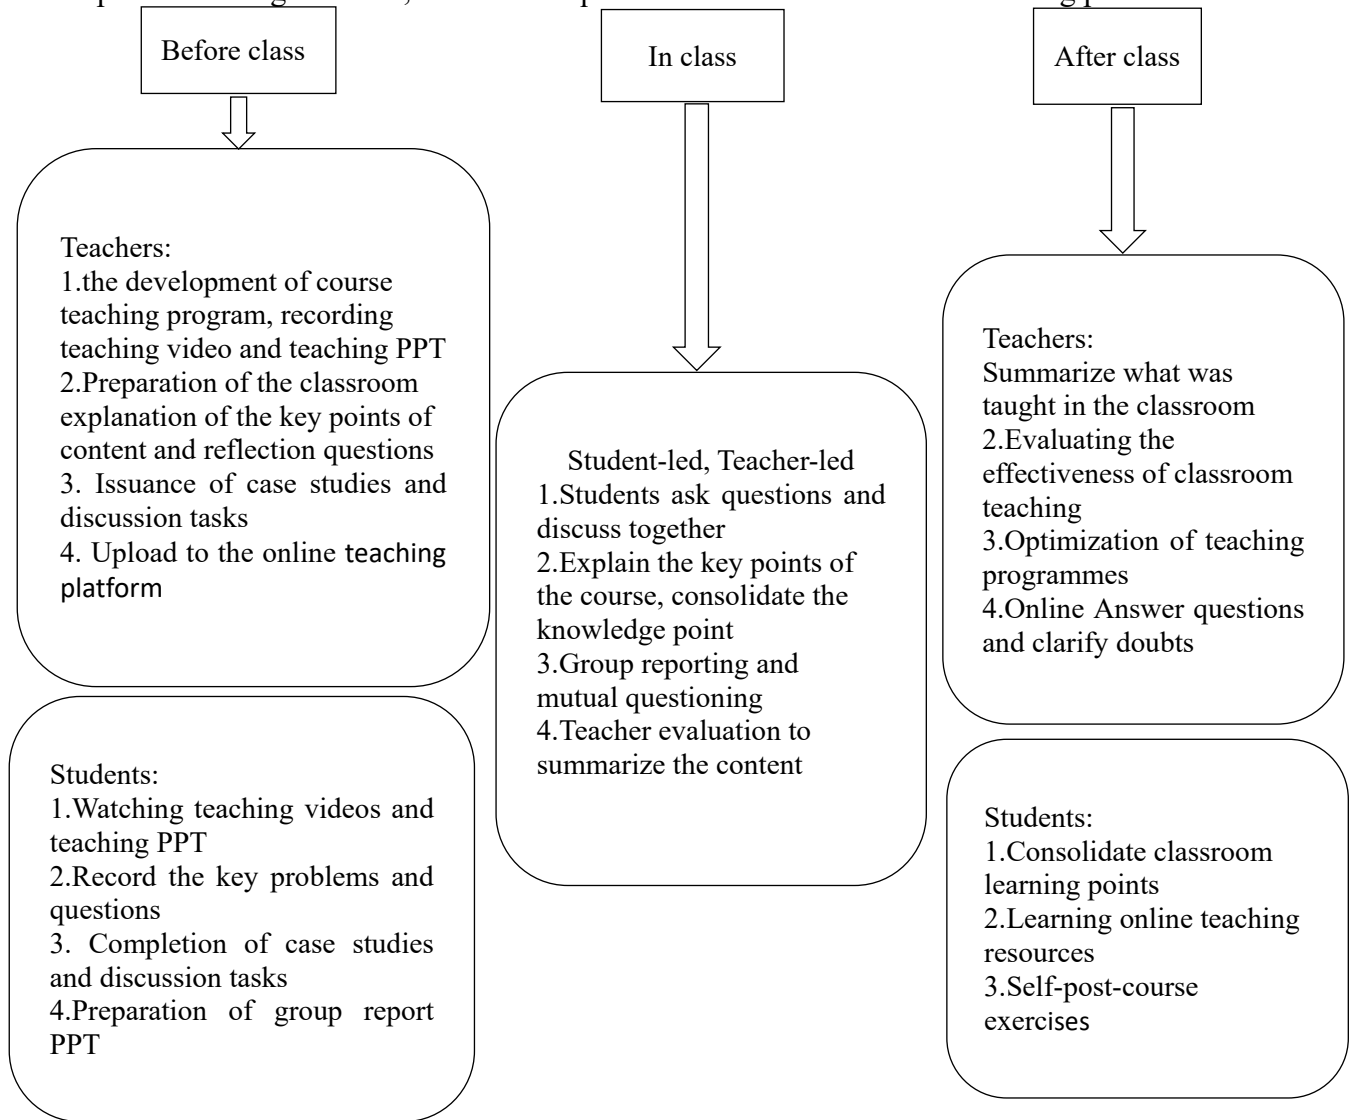 Before class
Teachers:
1.the development of course
teaching program, recording
teaching video and teaching PPT
2.Preparation of the classroom
explanation of the key points of
content and reflection questions
3. Issuance of case studies and
discussion tasks
4. Upload to the online teaching
platform
Students:
1.Watching teaching videos and
teaching PPT
2.Record the key problems and
questions
3. Completion of case studies
and discussion tasks
4.Preparation of group report
PPT
In class
Student-led, Teacher-led
1.Students ask questions and
discuss together
2.Explain the key points of
the course, consolidate the
knowledge point
3.Group reporting and
mutual questioning
4.Teacher evaluation to
summarize the content
After class
Teachers:
Summarize what was
taught in the classroom
2.Evaluating the
effectiveness of classroom
teaching
3.Optimization of teaching
programmes
4.Online Answer questions
and clarify doubts
Students:
1.Consolidate classroom
learning points
2.Learning online teaching
resources
3.Self-post-course
exercises